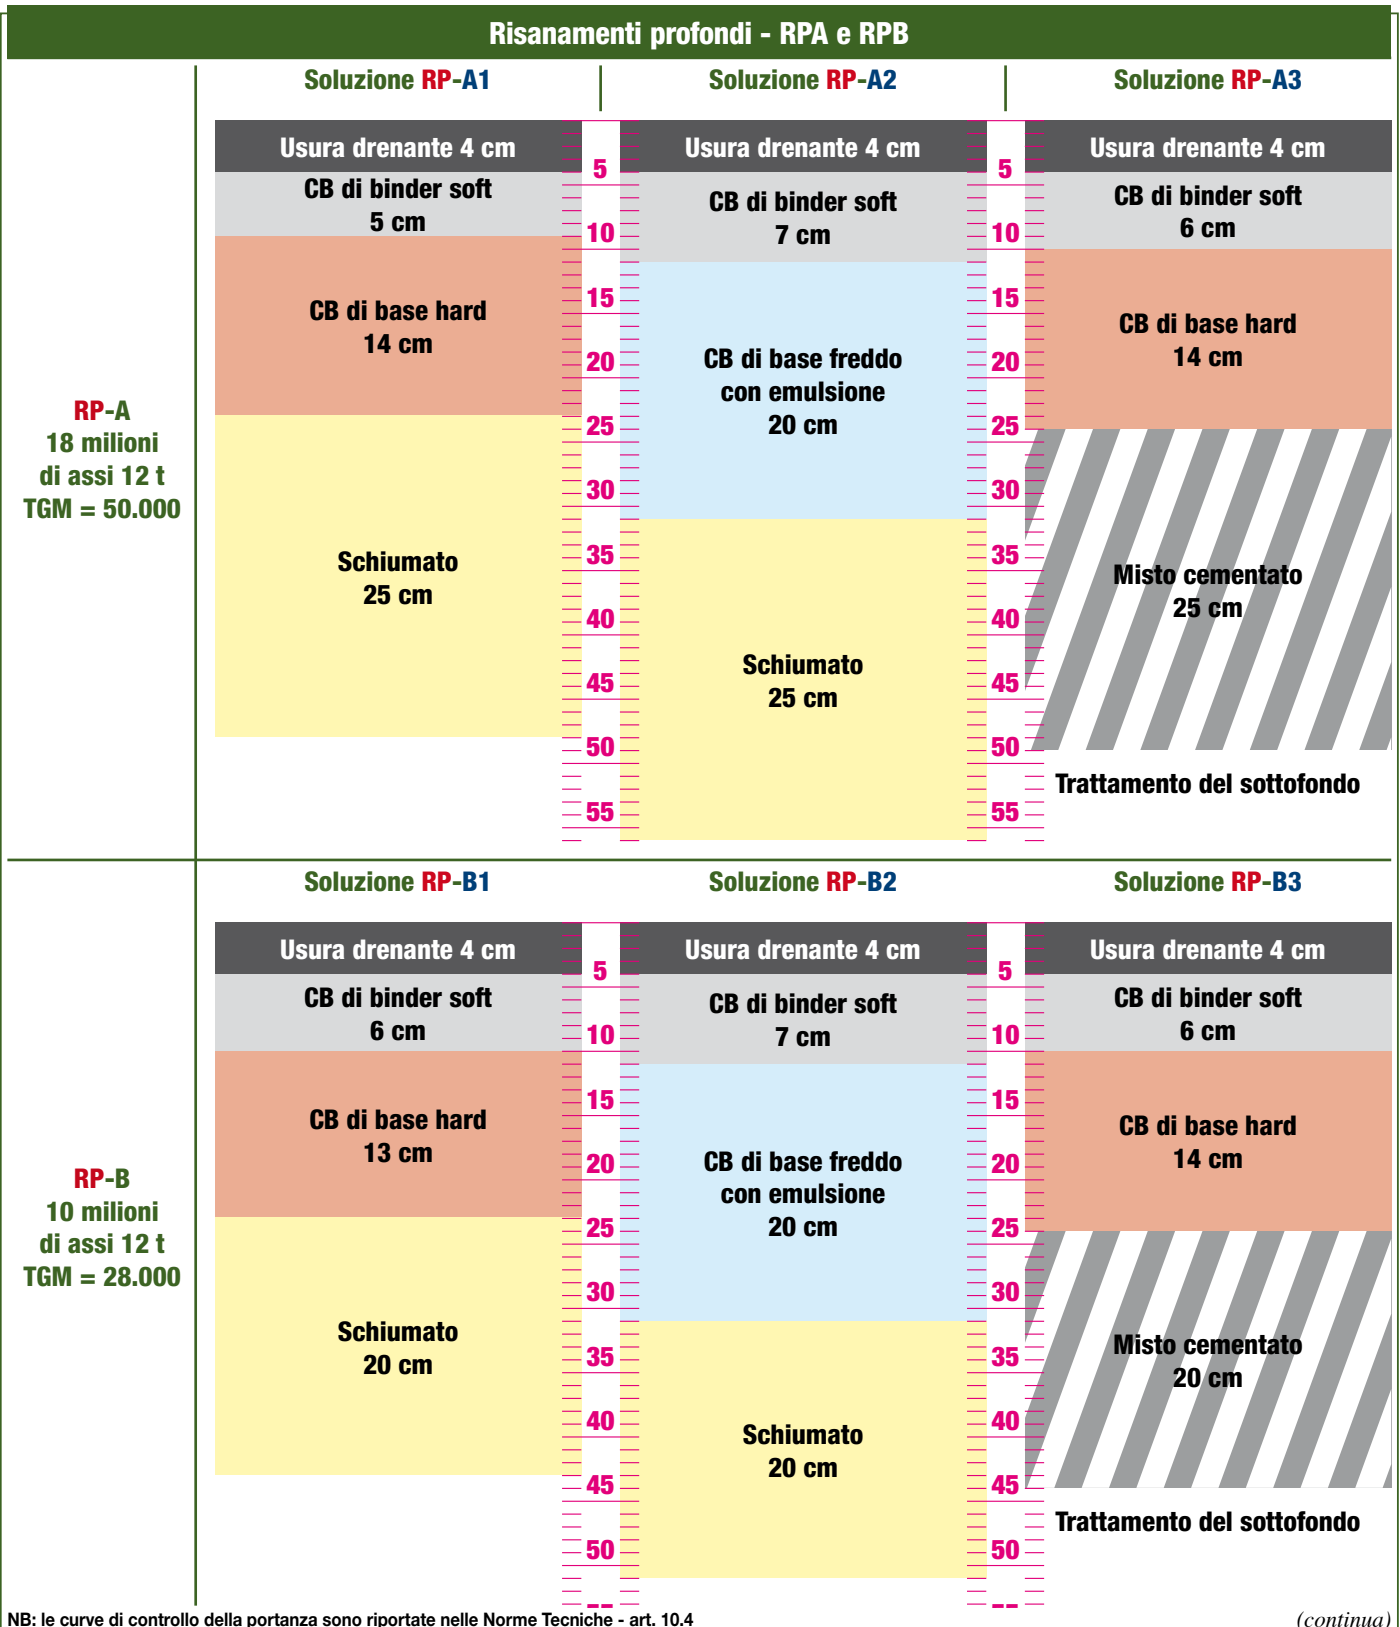 Risanamenti profondi - RPA e RPB
Soluzione RP-A1
Soluzione RP-A2
Soluzione RP-A3
RP-A
18 milioni
di assi 12 t
TGM = 50.000
Usura drenante 4 cm
CB di binder soft
5 cm
CB di base hard
14 cm
Schiumato
25 cm
5
10
15
20
25
30
35
40
45
50
55
Usura drenante 4 cm
CB di binder soft
7 cm
CB di base freddo
con emulsione
20 cm
Schiumato
25 cm
5
10
15
20
25
30
35
40
45
50
55
Usura drenante 4 cm
CB di binder soft
6 cm
CB di base hard
14 cm
Misto cementato
25 cm
Trattamento del sottofondo
Soluzione RP-B1
Soluzione RP-B2
Soluzione RP-B3
RP-B
10 milioni
di assi 12 t
TGM = 28.000
Usura drenante 4 cm
CB di binder soft
6 cm
CB di base hard
13 cm
Schiumato
20 cm
5
10
15
20
25
30
35
40
45
50
Usura drenante 4 cm
CB di binder soft
7 cm
CB di base freddo
con emulsione
20 cm
Schiumato
20 cm
5
10
15
20
25
30
35
40
45
50
Usura drenante 4 cm
CB di binder soft
6 cm
CB di base hard
14 cm
Misto cementato
20 cm
Trattamento del sottofondo
NB: le curve di controllo della portanza sono riportate nelle Norme Tecniche - art. 10.4
(continua)